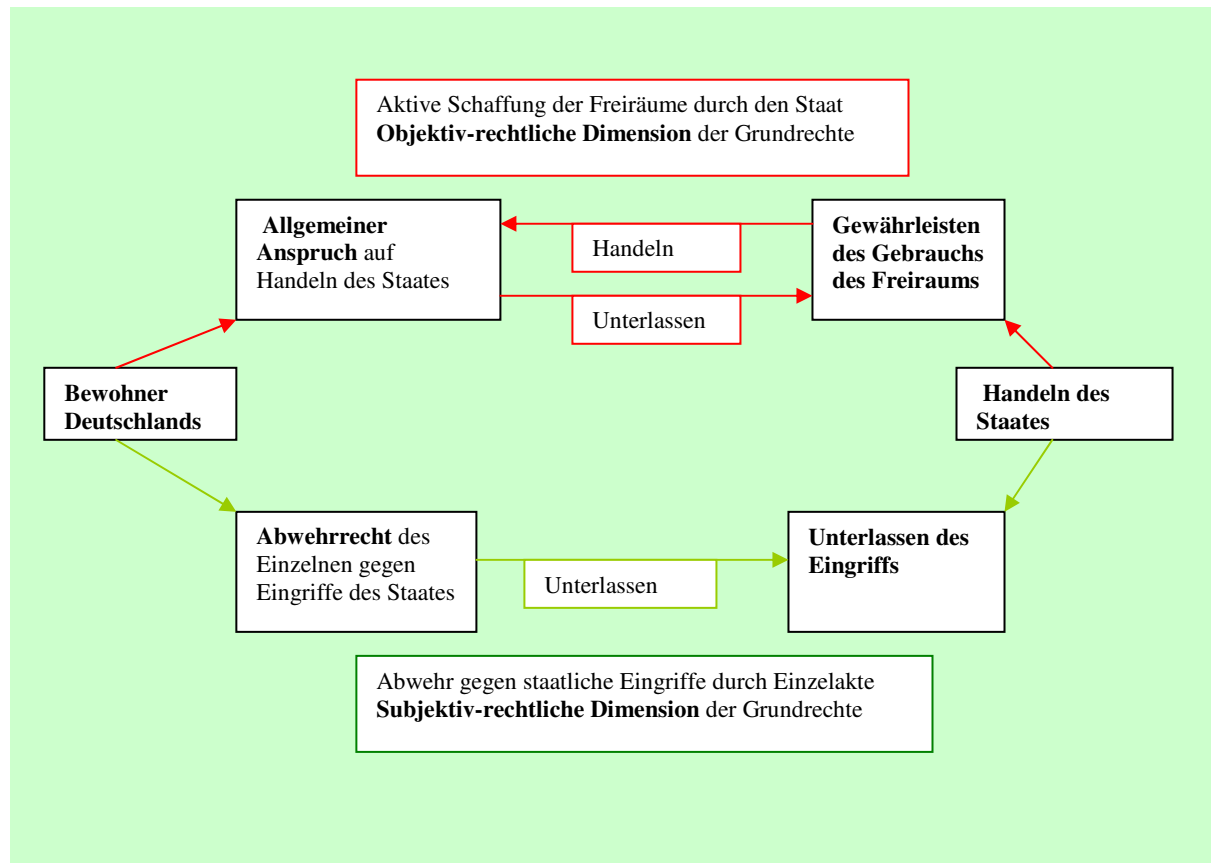 Aktive Schaffung der Freiräume durch den Staat
Objektiv-rechtliche Dimension der Grundrechte
Allgemeiner
Anspruch auf
Handeln des Staates
Handeln
Unterlassen
Gewährleisten
des Gebrauchs
des Freiraums
Bewohner
Deutschlands
Handeln des
Staates
Abwehrrecht des
Einzelnen gegen
Eingriffe des Staates
Unterlassen
Unterlassen des
Eingriffs
Abwehr gegen staatliche Eingriffe durch Einzelakte
Subjektiv-rechtliche Dimension der Grundrechte